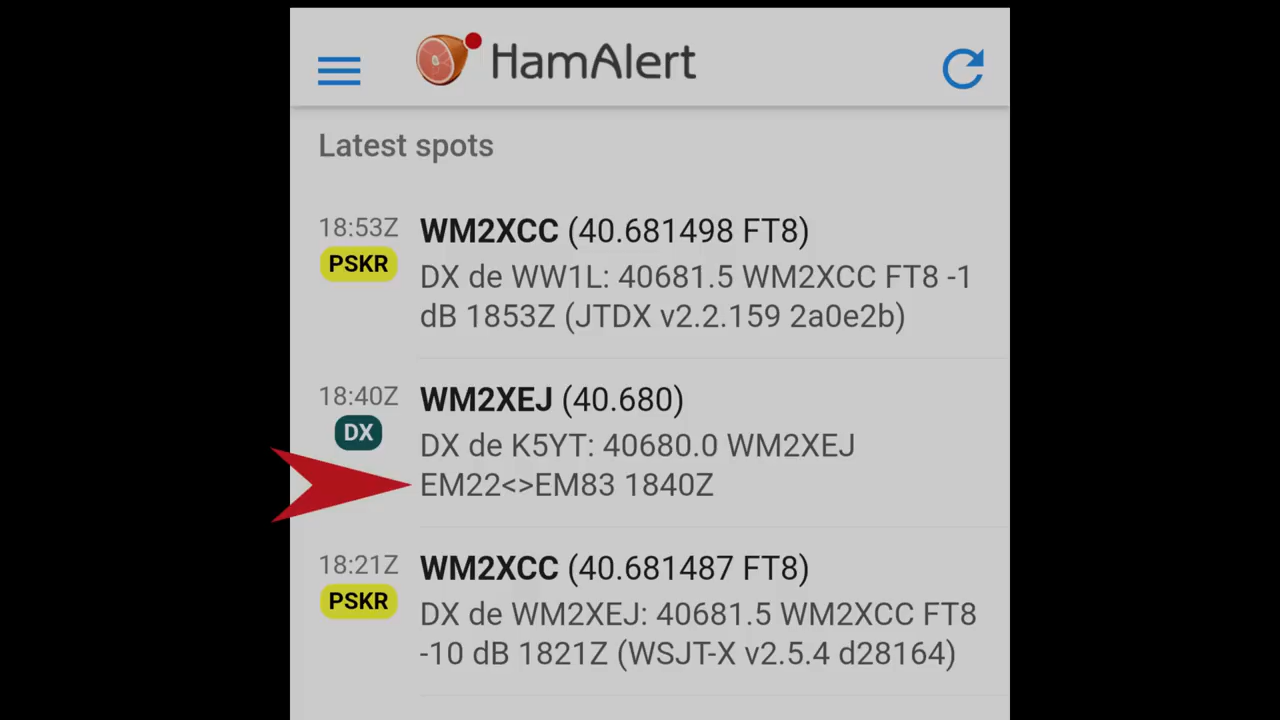 HamAlert
Latest spots
18:53Z
PSKR
WM2XCC (40.681498 FT8)
DX de WW1L: 40681.5 WM2XCC FT8 -1
dB 1853Z (JTDX v2.2.159 2a0e2b)
18:40Z
DX
WM2XEJ (40.680)
DX de K5YT: 40680.0 WM2XEJ
EM22<>EM83 1840Z
18:21Z
PSKR
WM2XCC (40.681487 FT8)
DX de WM2XEJ: 40681.5 WM2XCC FT8
-10 dB 1821Z (WSJT-X v2.5.4 d28164)